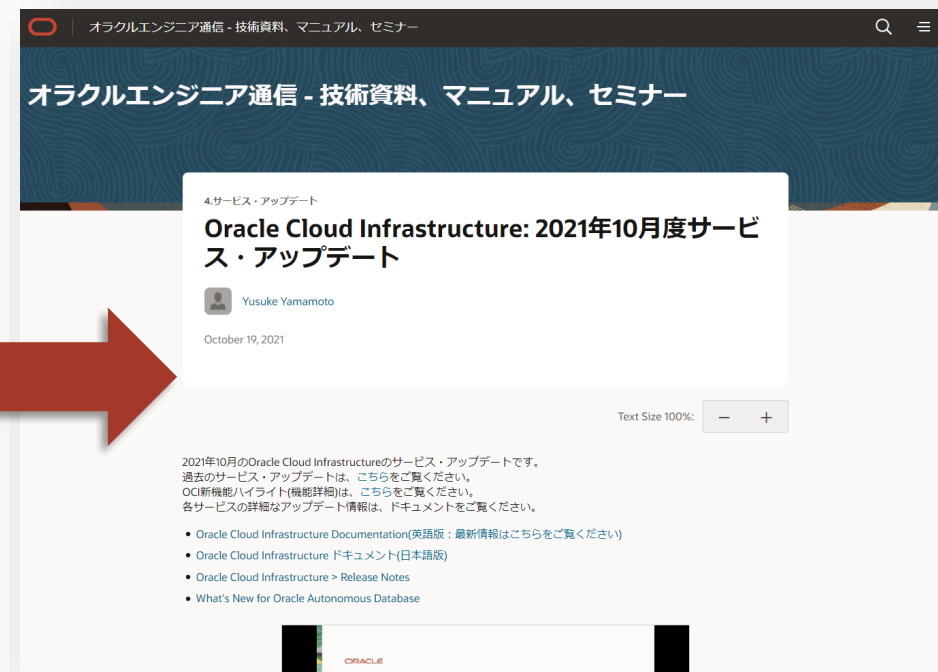 オラクルエンジニア通信 - 技術資料、マニュアル、セミナー
オラクルエンジニア通信 - 技術資料、マニュアル、セミナー
4.サービス・アップデート
Oracle Cloud Infrastructure: 2021年10月度サービ
ス・アップデート
Yusuke Yamamoto
October 19, 2021
Text Size 100%:
2021年10月のOracle Cloud Infrastructureのサービス・アップデートです。
過去のサービス・アップデートは、こちらをご覧ください。
OCI新機能ハイライト(機能詳細)は、こちらをご覧ください。
各サービスの詳細なアップデート情報は、ドキュメントをご覧ください。
• Oracle Cloud Infrastructure Documentation(英語版：最新情報はこちらをご覧ください)
• Oracle Cloud Infrastructure ドキュメント(日本語版)
• Oracle Cloud Infrastructure > Release Notes
• What's New for Oracle Autonomous Database
ORACLE